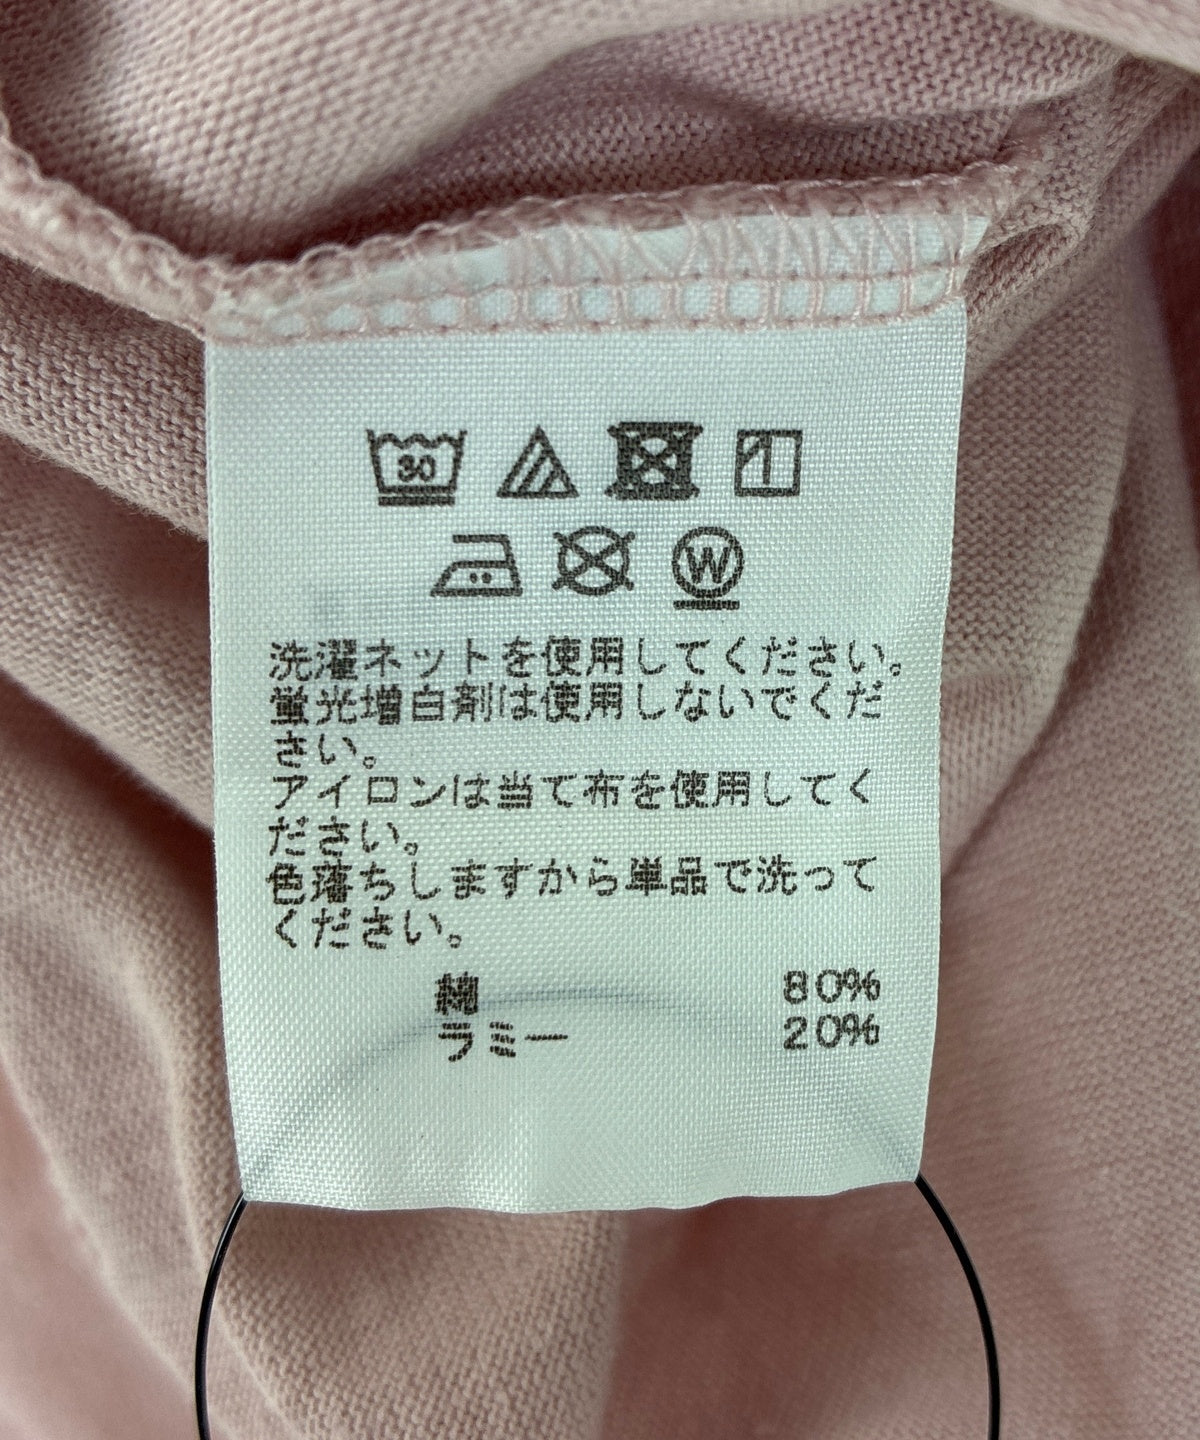 30
W
洗濯ネットを使用してください。
蛍光増白剤は使用しないでくだ
さい。
アイロンは当て布を使用してく
ださい。
色落ちしますから単品で洗って
ください。
綿 80%
ラミー 20%